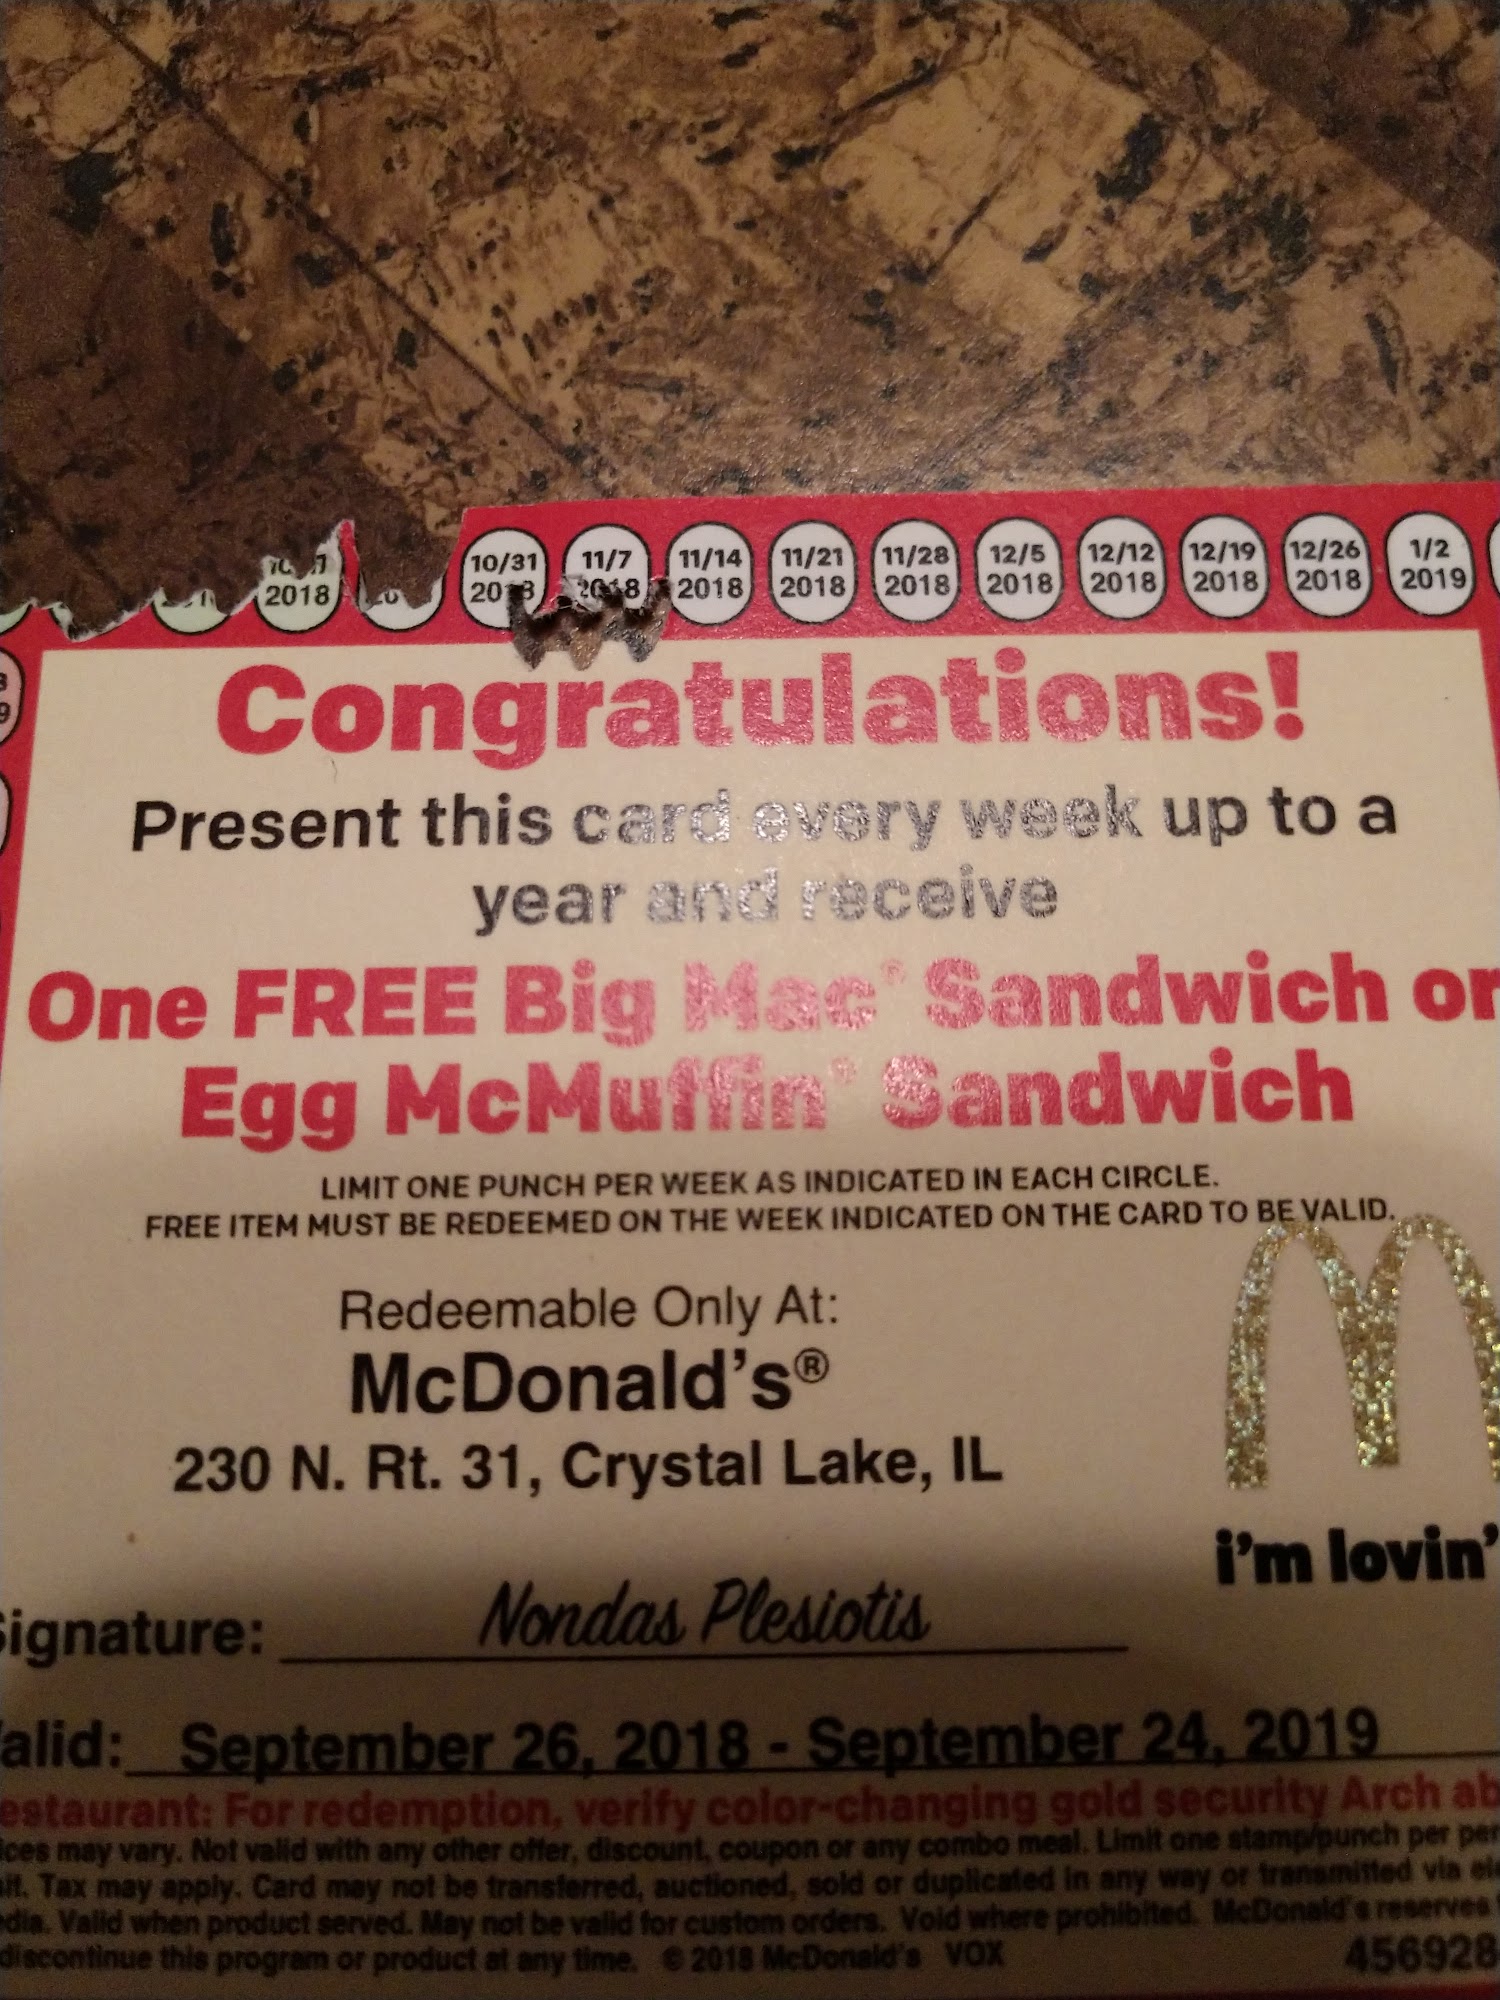 2018
10/31 11/7 11/14 11/21 11/28 12/5 12/12 12/19 12/26 1/2
2018 2018 2018 2018 2018 2018 2018 2018 2019
Congratulations!
Present this card every week up to a
year and receive
One FREE Big Mac® Sandwich or
Egg McMuffin® Sandwich
LIMIT ONE PUNCH PER WEEK AS INDICATED IN EACH CIRCLE.
FREE ITEM MUST BE REDEEMED ON THE WEEK INDICATED ON THE CARD TO BE VALID.
Redeemable Only At:
McDonald's®
230 N. Rt. 31, Crystal Lake, IL
i'm lovin'
Signature: Nondas Plesiotis
alid: September 26, 2018 - September 24, 2019
estaurant: For redemption, verify color-changing gold security Arch ab
ices may vary. Not valid with any other offer, discount, coupon or any combo meal. Limit one stamp/punch per per
Tax may apply. Card may not be transferred, auctioned, sold or duplicated in any way or transmitted via
dia. Valid when product served. May not be valid for custom orders. Void where prohibited. McDonald's reserves
discontinue this program or product at any time. © 2018 McDonald's VOX
456928